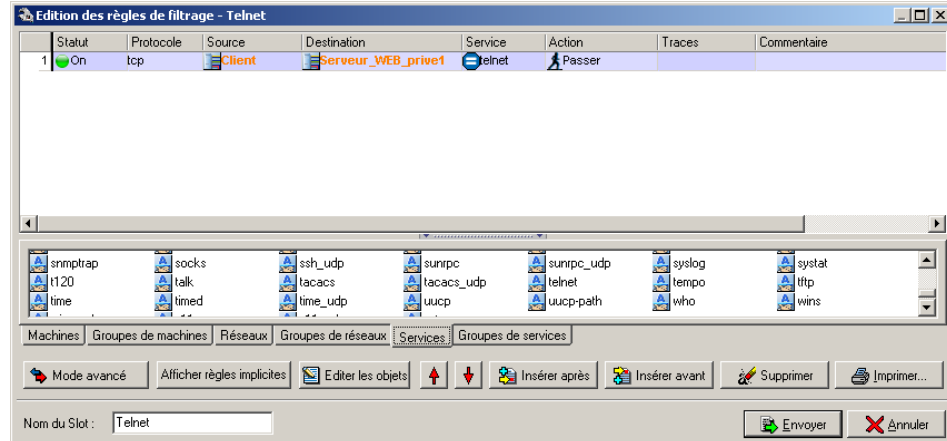 Edition des règles de filtrage - Telnet
Statut Protocole Source Destination Service Action Traces Commentaire
1 On tcp Client Serveur_WEB_prive1 telnet Passer
snmptrap socks ssh_udp sunrpc sunrpc_udp syslog systat
t120 talk tacacs tacacs_udp telnet tempo tftp
time timed time_udp uucp uucp-path who wins
Machines Groupes de machines Réseaux Groupes de réseaux Services Groupes de services
Mode avancé Afficher règles implicites Editer les objets Insérer après Insérer avant Supprimer Imprimer...
Nom du Slot : Telnet Envoyer Annuler